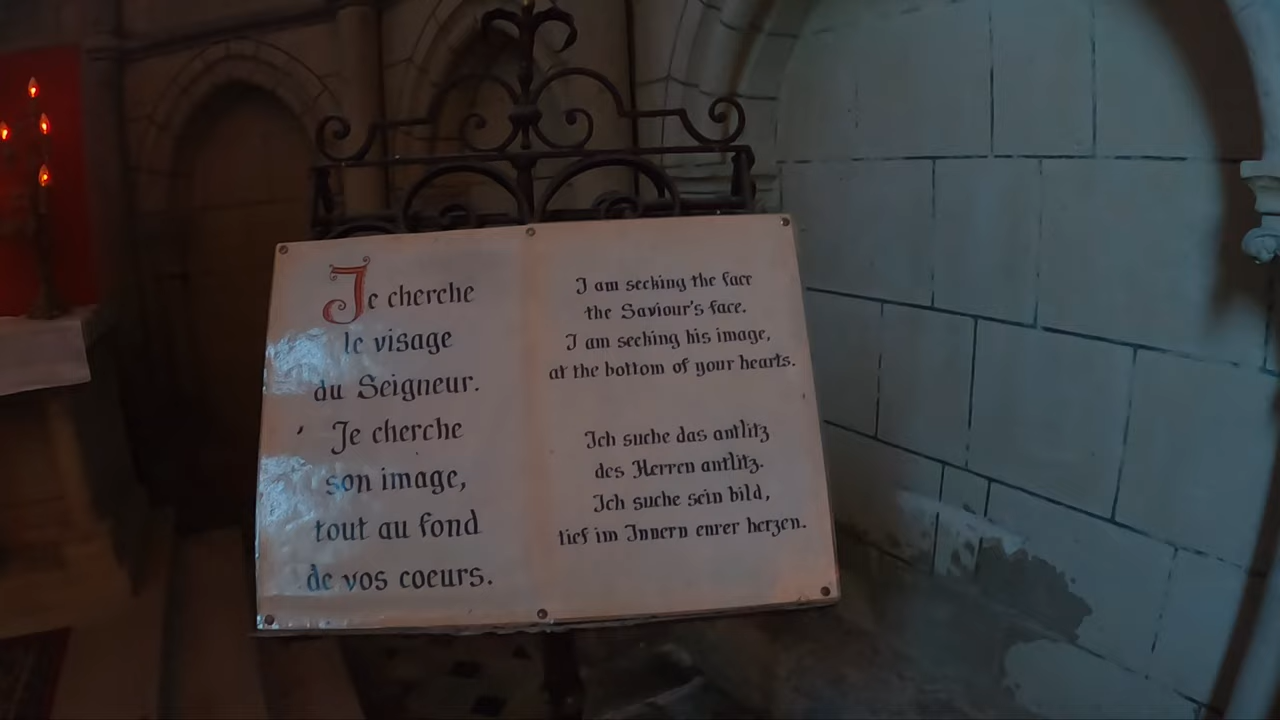 Je cherche
le visage
du Seigneur.
Je cherche
son image,
tout au fond
de vos coeurs.
I am seeking the face
the Saviour's face.
I am seeking his image,
at the bottom of your hearts.
Ich suche das antlitz
des Herren antlitz.
Ich suche sein bild,
tief im Innern enrer herzen.